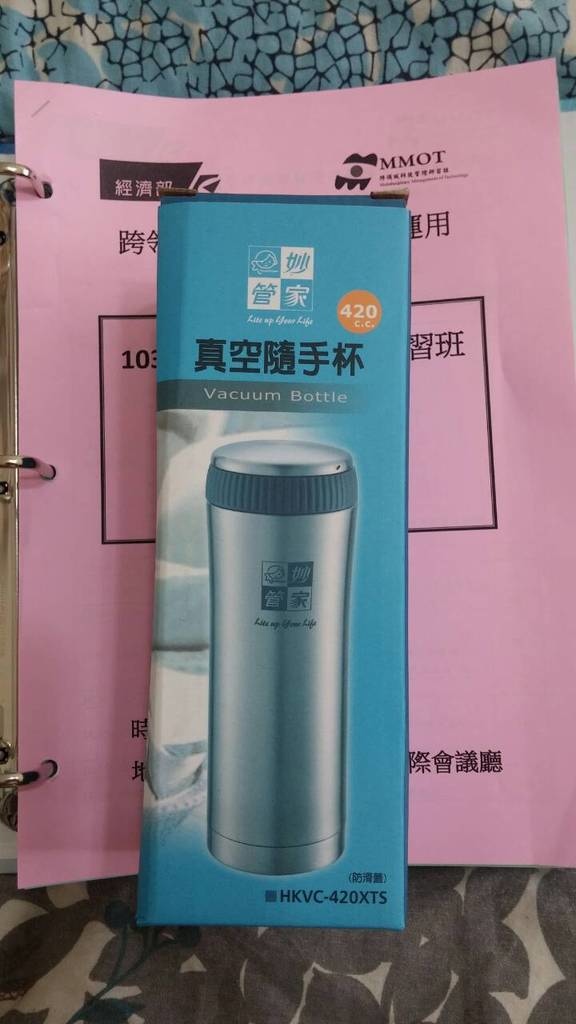 經濟部
MMOT
跨領
運用
妙
管家
Lite up Your Life
420
c.c.
真空隨手杯
Vacuum Bottle
103
習班
妙
管家
Lite up Your Life
時
地
際會議廳
(防滑蓋)
HKVC-420XTS